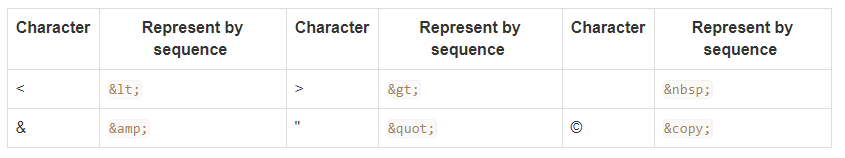 Character Represent by sequence Character Represent by sequence Character Represent by sequence
< &lt; > &gt; &nbsp;
& &amp; " &quot; © &copy;